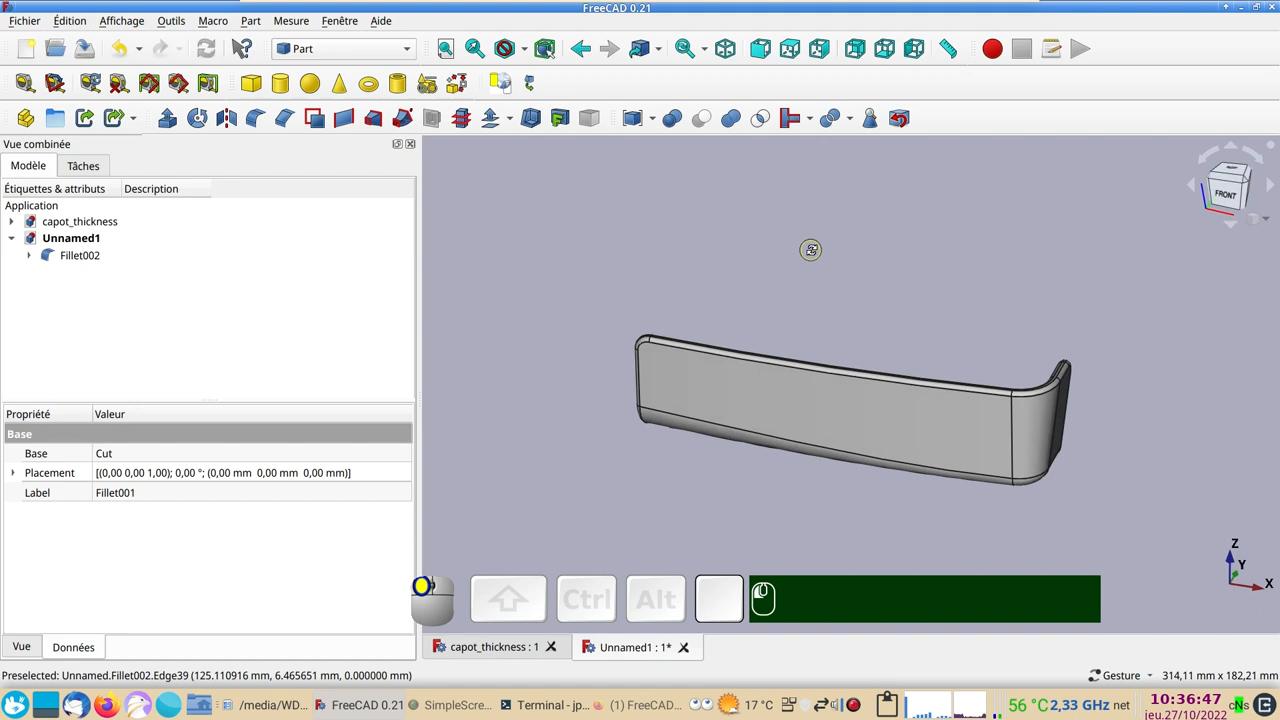 FreeCAD 0.21
Fichier Édition Affichage Outils Macro Part Mesure Fenêtre Aide
Part
Vue combinée
Modèle Tâches
Étiquettes & attributs Description
Application
capot_thickness
Unnamed1
Fillet002
FRONT
Propriété Valeur
Base
Base Cut
Placement [(0,00 0,00 1,00); 0,00 °; (0,00 mm 0,00 mm 0,00 mm)]
Label Fillet001
Z
Y
X
Ctrl Alt
Vue Données
capot_thickness : 1
Unnamed1 : 1*
Preselected: Unnamed.Fillet002.Edge39 (125.110916 mm, 6.465651 mm, 0.000000 mm)
Gesture 314,11 mm x 182,21 mm
/media/WD... FreeCAD 0.21 SimpleScre... Terminal - jp... (1) FreeCAD... 17 °C 56 °C 2,33 GHz net 10:36:47
jeu.27/10/2022